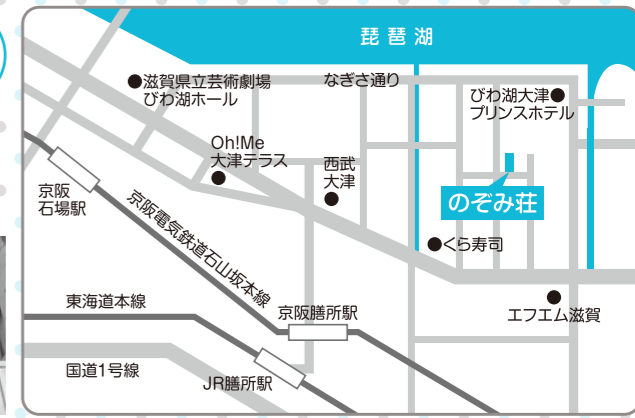 琵琶湖
●滋賀県立芸術劇場
びわ湖ホール
なぎさ通り
びわ湖大津●
プリンスホテル
Oh!Me
大津テラス
西武
大津
のぞみ荘
京阪
石場駅
京阪電気鉄道石山坂本線
●くら寿司
東海道本線
京阪膳所駅
エフエム滋賀
国道1号線
JR膳所駅